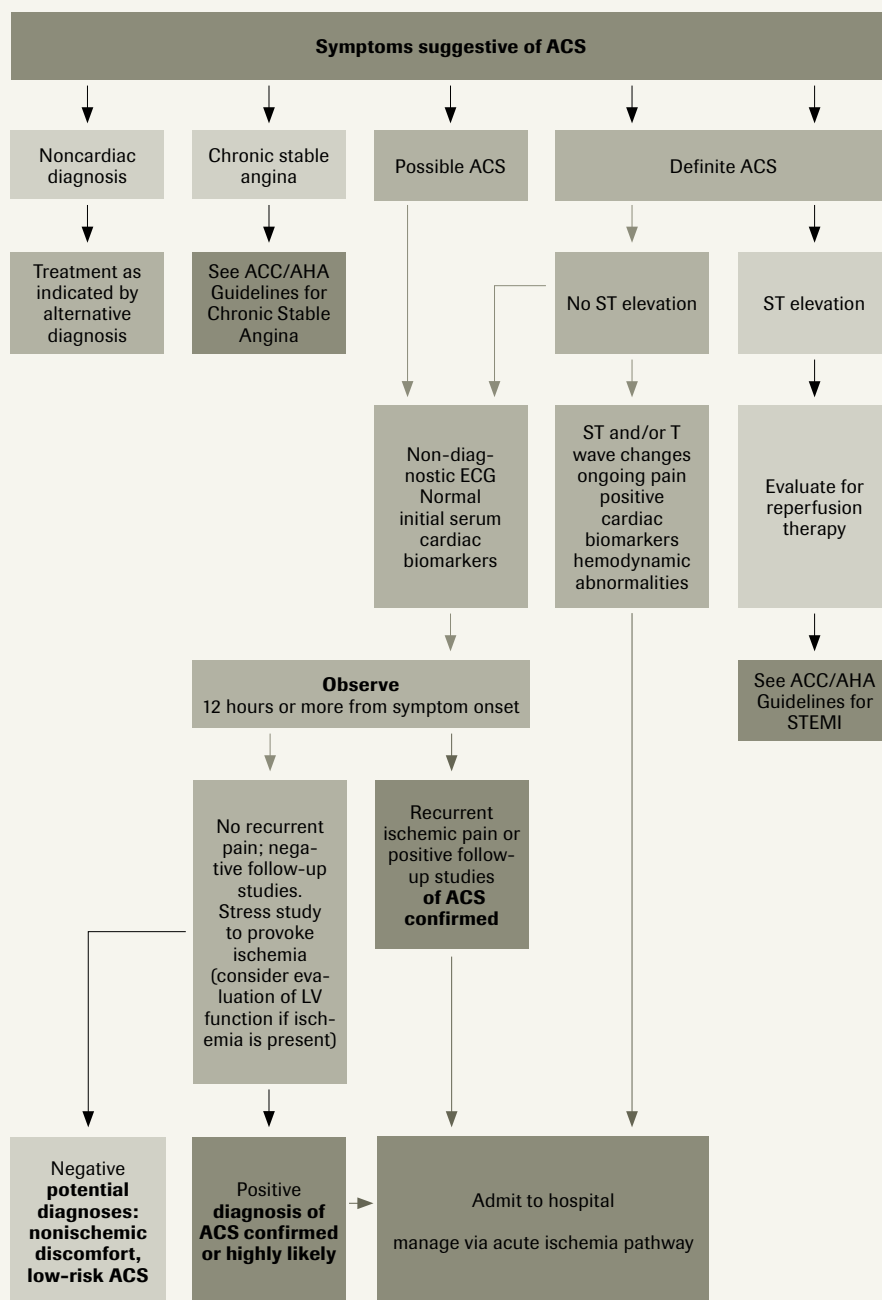 Symptoms suggestive of ACS
Noncardiac
diagnosis
Chronic stable
angina
Possible ACS
Definite ACS
Treatment as
indicated by
alternative
diagnosis
See ACC/AHA
Guidelines for
Chronic Stable
Angina
No ST elevation
ST elevation
Non-diag-
nostic ECG
Normal
initial serum
cardiac
biomarkers
ST and/or T
wave changes
ongoing pain
positive
cardiac
biomarkers
hemodynamic
abnormalities
Evaluate for
reperfusion
therapy
Observe
12 hours or more from symptom onset
See ACC/AHA
Guidelines for
STEMI
No recurrent
pain; nega-
tive follow-up
studies.
Stress study
to provoke
ischemia
(consider eva-
luation of LV
function if isch-
emia is present)
Recurrent
ischemic pain or
positive follow-
up studies
of ACS
confirmed
Negative
potential
diagnoses:
nonischemic
discomfort,
low-risk ACS
Positive
diagnosis of
ACS confirmed
or highly likely
Admit to hospital
manage via acute ischemia pathway